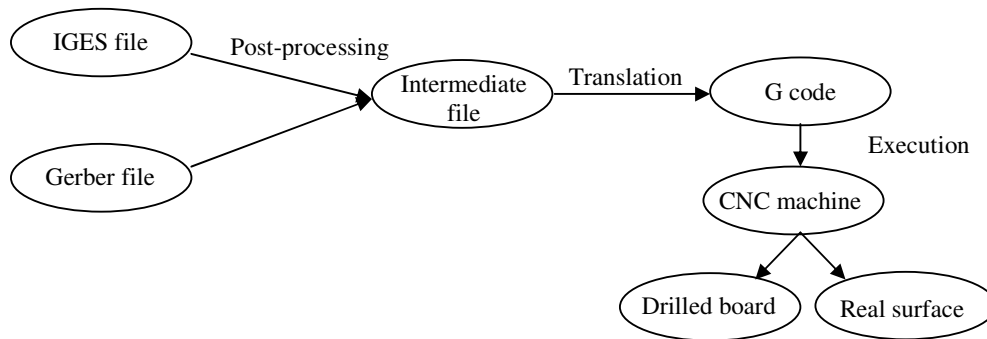 IGES file
Post-processing
Gerber file
Intermediate
file
Translation
G code
Execution
CNC machine
Drilled board
Real surface